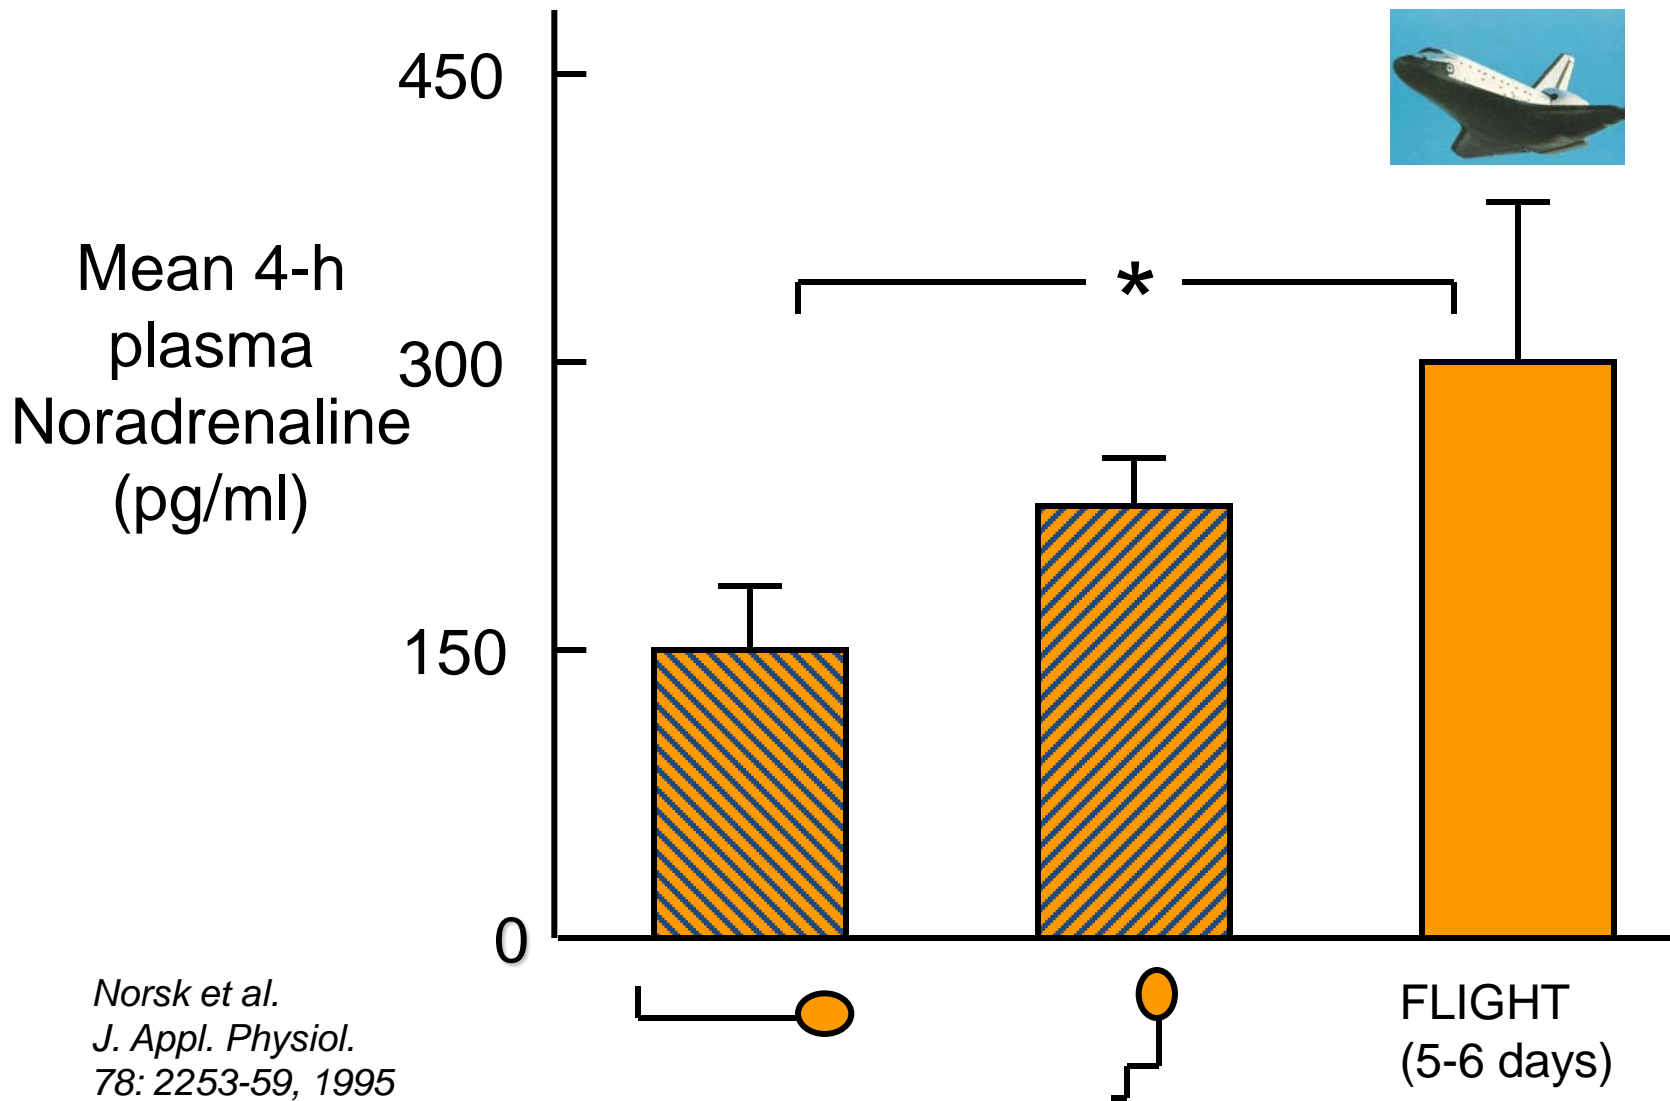 450
Mean 4-h
plasma
Noradrenaline
(pg/ml)
300
*
150
0
Norsk et al.
J. Appl. Physiol.
78: 2253-59, 1995
FLIGHT
(5-6 days)